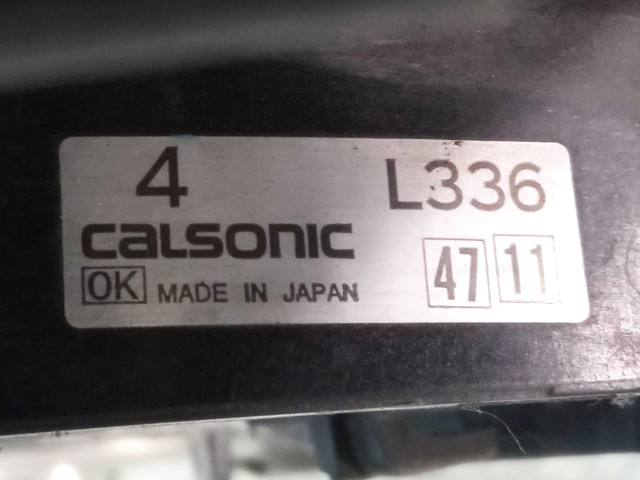 4 L336
CALSONIC
47 11
OK MADE IN JAPAN